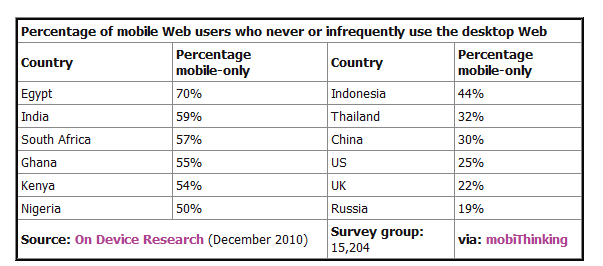 Percentage of mobile Web users who never or infrequently use the desktop Web
Country Percentage mobile-only Country Percentage mobile-only
Egypt 70% Indonesia 44%
India 59% Thailand 32%
South Africa 57% China 30%
Ghana 55% US 25%
Kenya 54% UK 22%
Nigeria 50% Russia 19%
Source: On Device Research (December 2010) Survey group: 15,204 via: mobiThinking